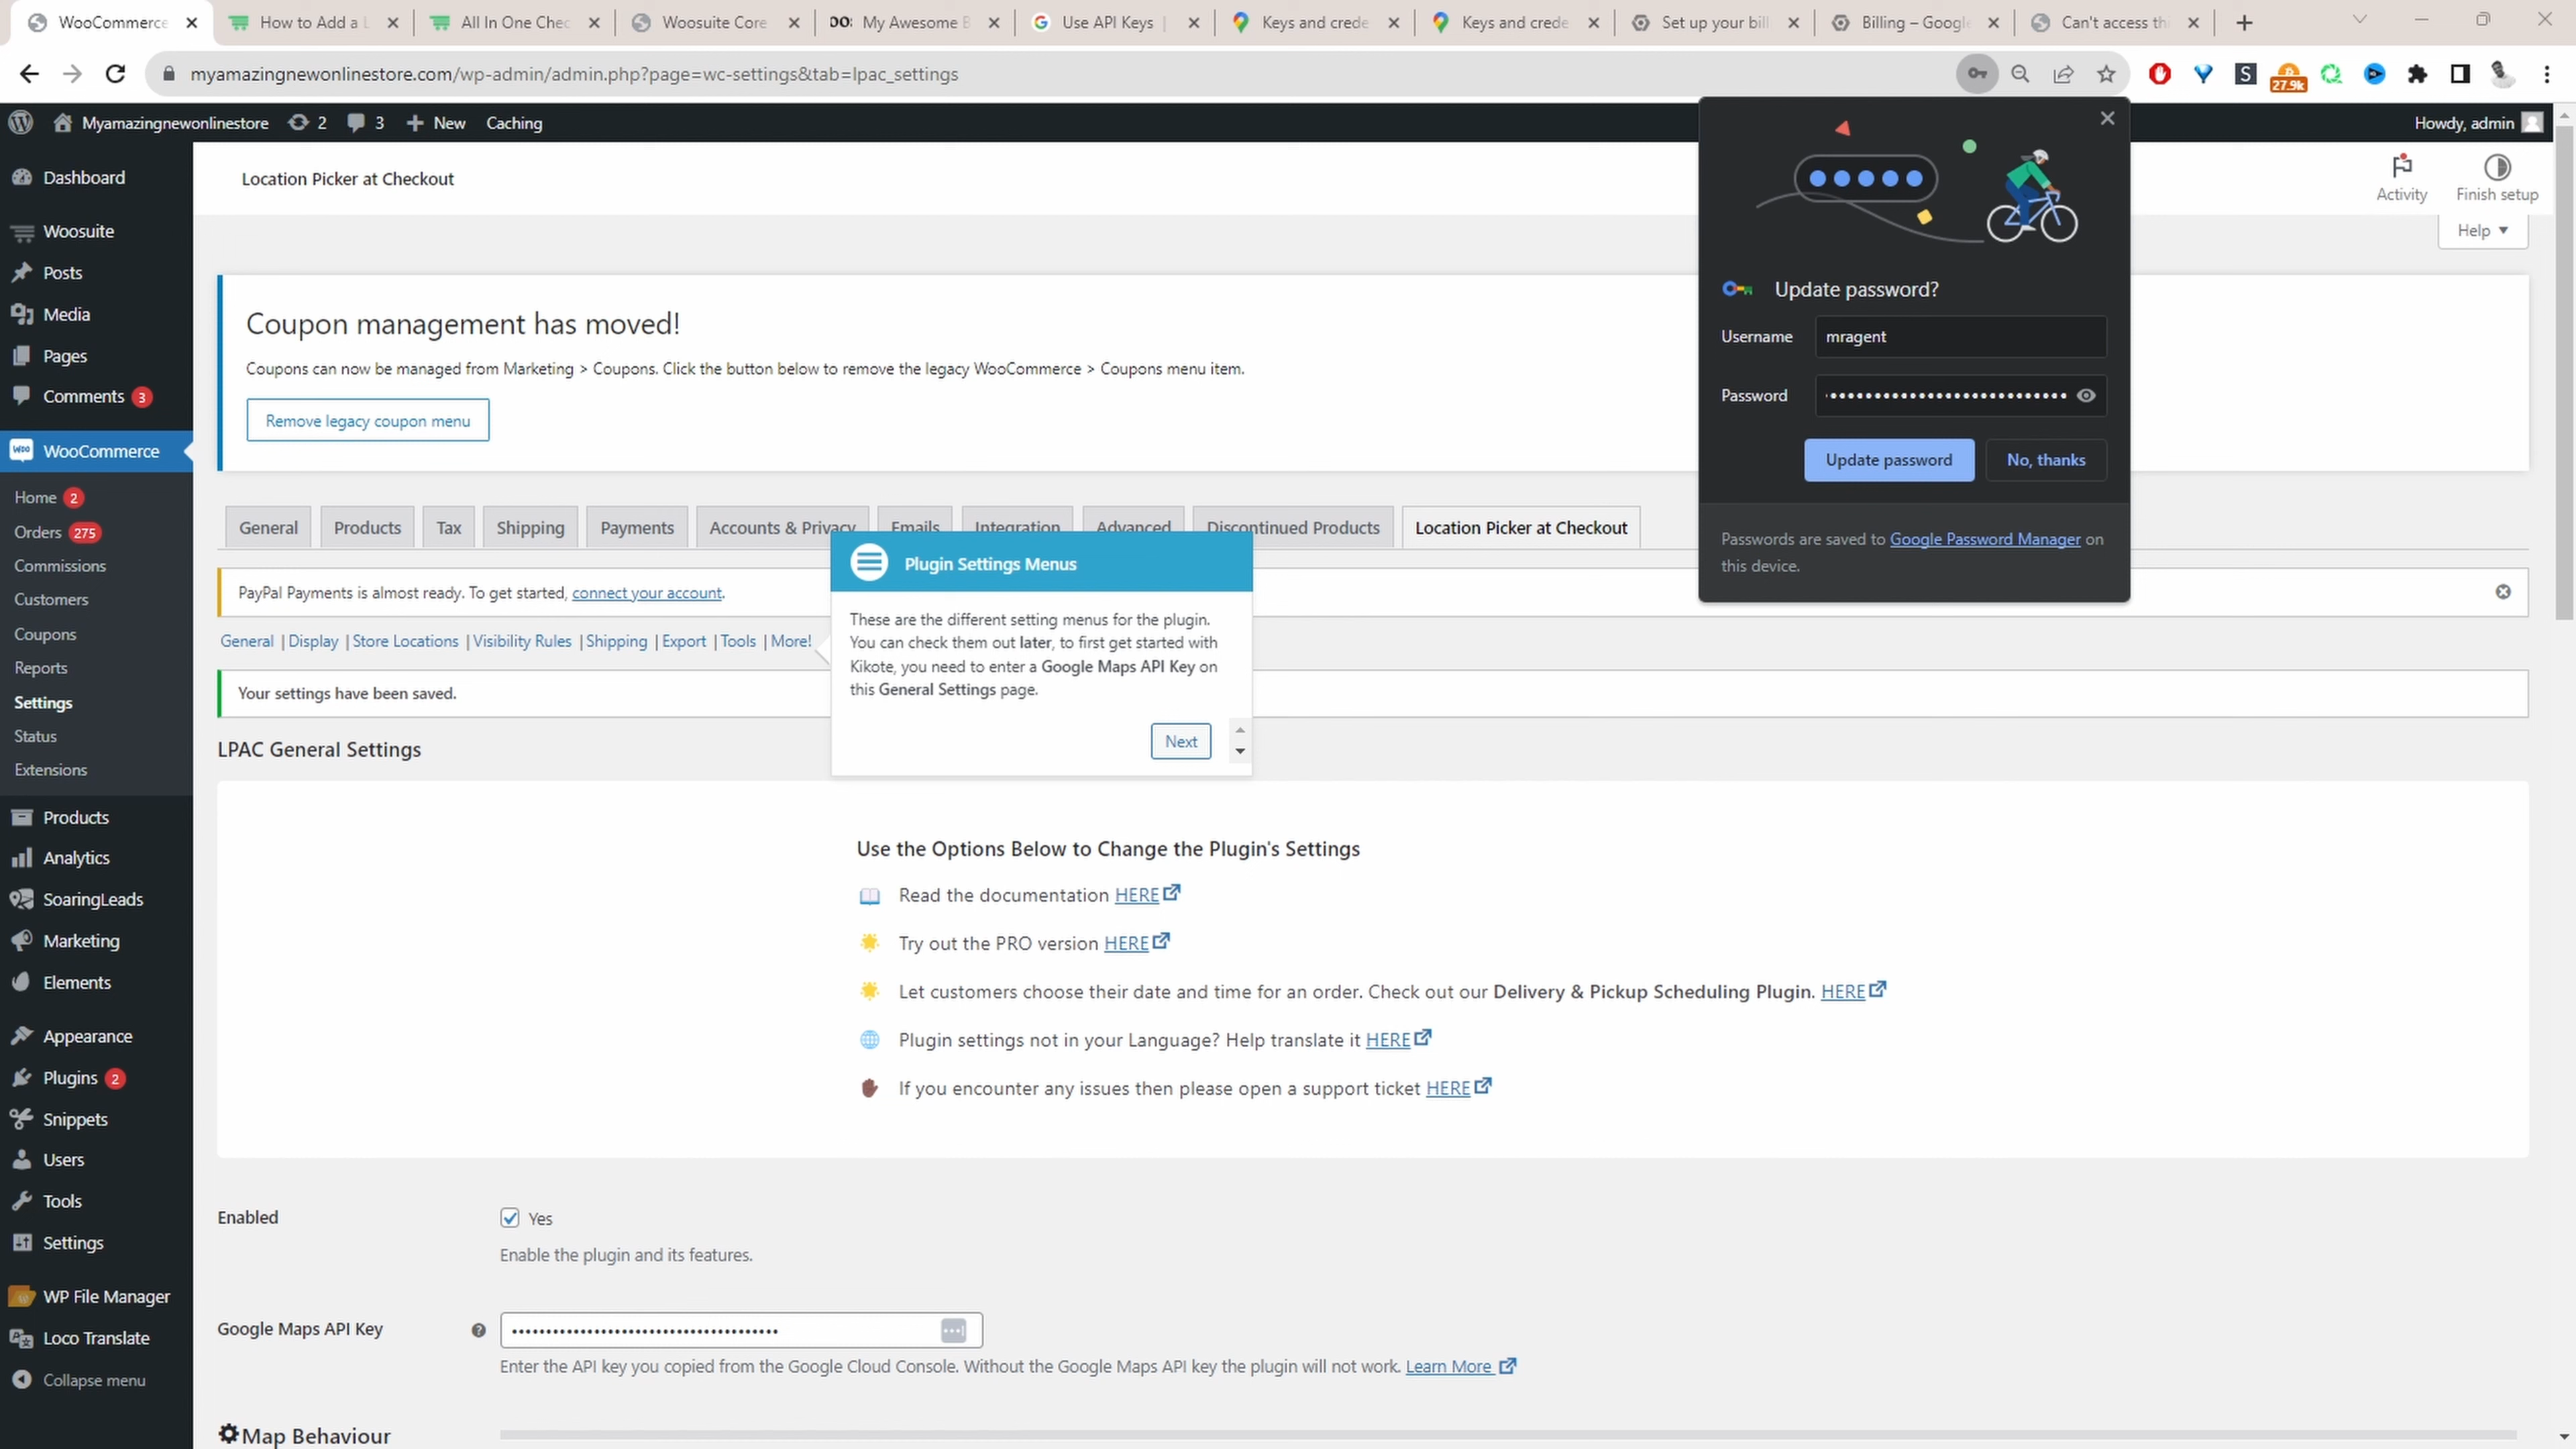 WooCommerce
How to Add a L
All In One Chec
Woosuite Core
My Awesome B
Use API Keys |
Keys and crede
Keys and crede
Set up your bill
Billing – Google
Can't access thi
myamazingnewonlinestore.com/wp-admin/admin.php?page=wc-settings&tab=lpac_settings
27.9k
Myamazingnewonlinestore 2 3 New Caching
Howdy, admin
Dashboard
Woosuite
Posts
Media
Pages
Comments 3
WooCommerce
Home 2
Orders 275
Commissions
Customers
Coupons
Reports
Settings
Status
Extensions
Products
Analytics
SoaringLeads
Marketing
Elements
Appearance
Plugins 2
Snippets
Users
Tools
Settings
WP File Manager
Loco Translate
Collapse menu
Location Picker at Checkout
Activity
Finish setup
Help ▼
Coupon management has moved!
Coupons can now be managed from Marketing > Coupons. Click the button below to remove the legacy WooCommerce > Coupons menu item.
Remove legacy coupon menu
Update password?
Username mragent
Password ••••••••••••••••••••••••••••
Update password No, thanks
Passwords are saved to Google Password Manager on
this device.
General Products Tax Shipping Payments Accounts & Privacy Emails Integration Advanced Discontinued Products Location Picker at Checkout
PayPal Payments is almost ready. To get started, connect your account.
General | Display | Store Locations | Visibility Rules | Shipping | Export | Tools | More!
Your settings have been saved.
Plugin Settings Menus
These are the different setting menus for the plugin.
You can check them out later, to first get started with
Kikote, you need to enter a Google Maps API Key on
this General Settings page.
Next
LPAC General Settings
Use the Options Below to Change the Plugin's Settings
Read the documentation HERE
Try out the PRO version HERE
Let customers choose their date and time for an order. Check out our Delivery & Pickup Scheduling Plugin. HERE
Plugin settings not in your Language? Help translate it HERE
If you encounter any issues then please open a support ticket HERE
Enabled
Yes
Enable the plugin and its features.
Google Maps API Key
•••••••••••••••••••••••••••••••••••••••
Enter the API key you copied from the Google Cloud Console. Without the Google Maps API key the plugin will not work. Learn More
Map Behaviour